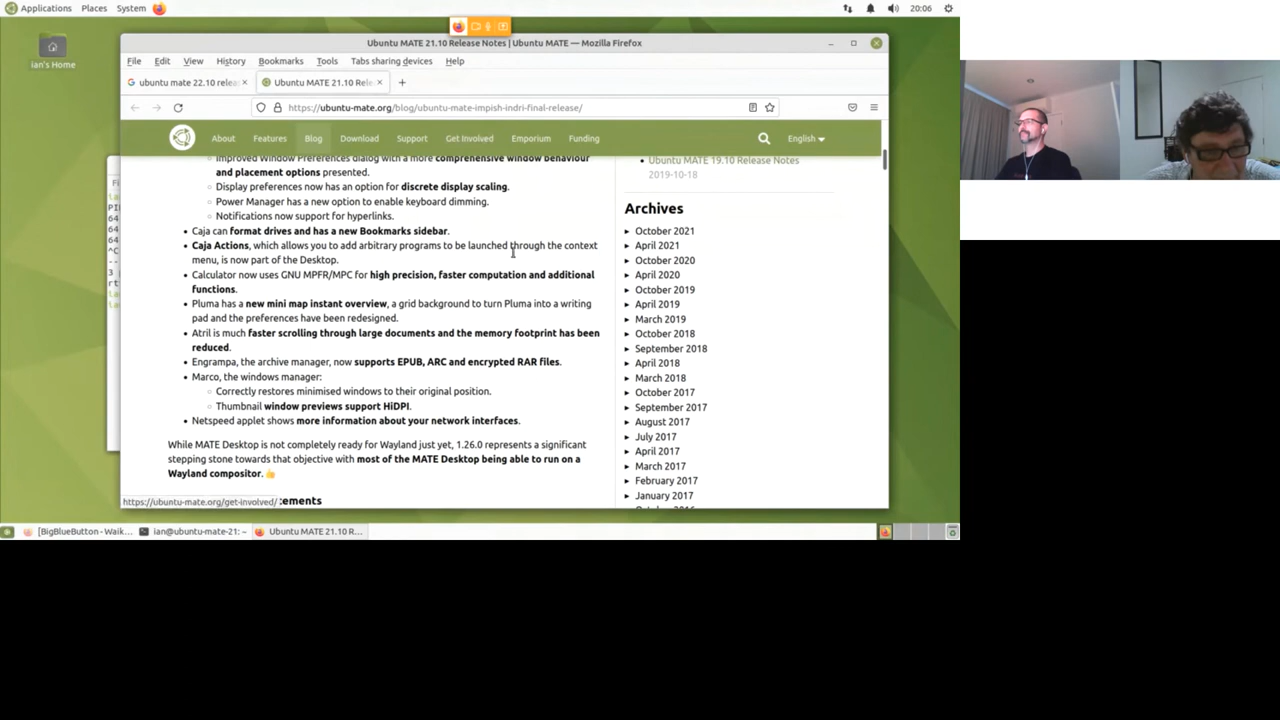 Applications Places System
20:06
ian's Home
Ubuntu MATE 21.10 Release Notes | Ubuntu MATE — Mozilla Firefox
File Edit View History Bookmarks Tools Tabs sharing devices Help
ubuntu mate 22.10 relea
Ubuntu MATE 21.10 Rele
https://ubuntu-mate.org/blog/ubuntu-mate-impish-indri-final-release/
About Features Blog Download Support Get Involved Emporium Funding English
Improved Window Preferences dialog with a more comprehensive window behaviour
and placement options presented.
Display preferences now has an option for discrete display scaling.
Power Manager has a new option to enable keyboard dimming.
Notifications now support for hyperlinks.
Caja can format drives and has a new Bookmarks sidebar.
Caja Actions, which allows you to add arbitrary programs to be launched through the context
menu, is now part of the Desktop.
Calculator now uses GNU MPFR/MPC for high precision, faster computation and additional
functions.
Pluma has a new mini map instant overview, a grid background to turn Pluma into a writing
pad and the preferences have been redesigned.
Atril is much faster scrolling through large documents and the memory footprint has been
reduced.
Engrampa, the archive manager, now supports EPUB, ARC and encrypted RAR files.
Marco, the windows manager:
Correctly restores minimised windows to their original position.
Thumbnail window previews support HiDPI.
Netspeed applet shows more information about your network interfaces.
While MATE Desktop is not completely ready for Wayland just yet, 1.26.0 represents a significant
stepping stone towards that objective with most of the MATE Desktop being able to run on a
Wayland compositor. 👍
https://ubuntu-mate.org/get-involved/ :ements
Ubuntu MATE 19.10 Release Notes
2019-10-18
Archives
October 2021
April 2021
October 2020
April 2020
October 2019
April 2019
March 2019
October 2018
September 2018
April 2018
March 2018
October 2017
September 2017
August 2017
July 2017
April 2017
March 2017
February 2017
January 2017
[BigBlueButton - Waik...
ian@ubuntu-mate-21: ~
Ubuntu MATE 21.10 R...